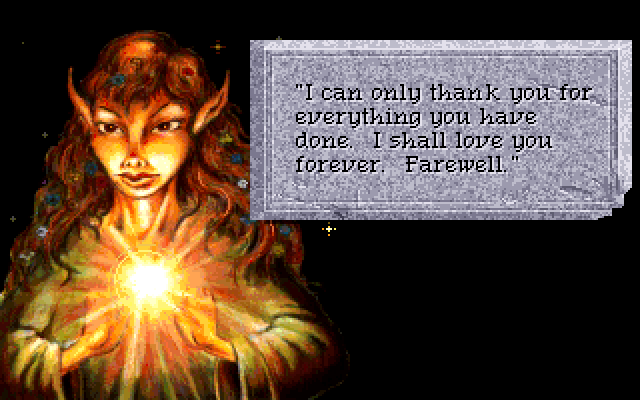 "I can only thank you for
everything you have
done.  I shall love you
forever.  Farewell."